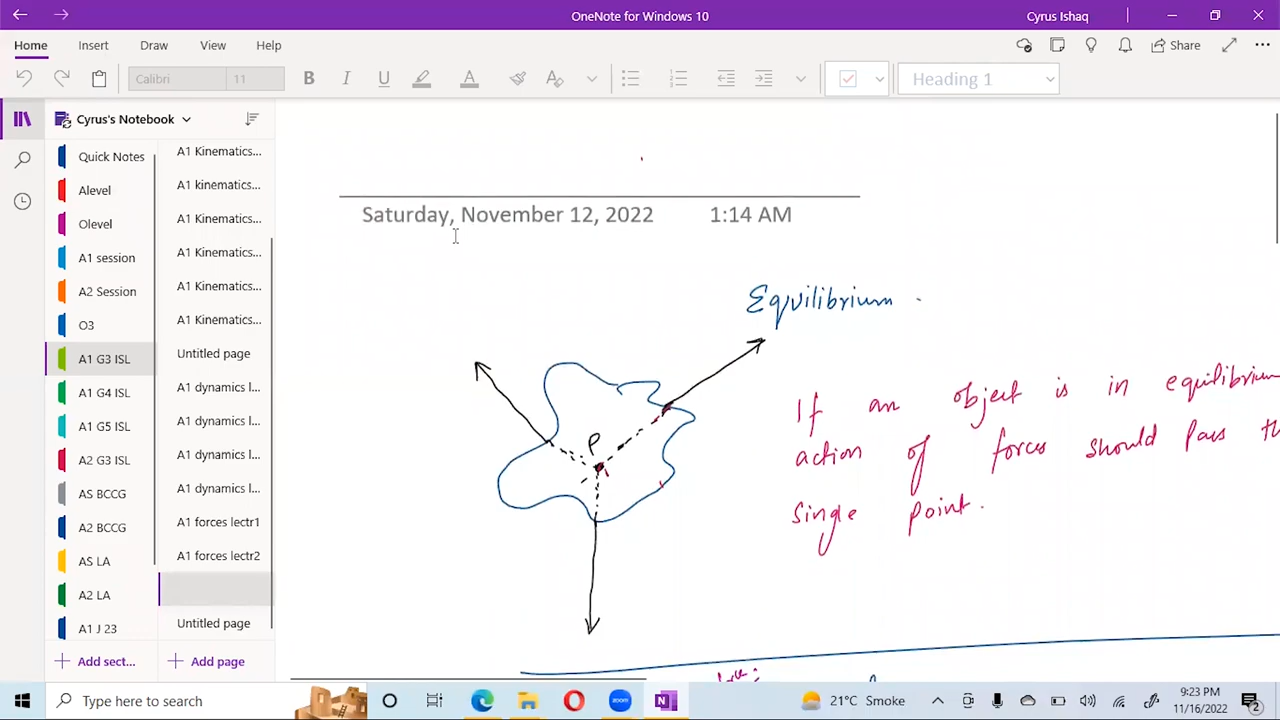 OneNote for Windows 10
Cyrus Ishaq
Home Insert Draw View Help
Share
Calibri 11 B I U A Heading 1
Cyrus's Notebook
Quick Notes
Alevel
Olevel
A1 session
A2 Session
O3
A1 G3 ISL
A1 G4 ISL
A1 G5 ISL
A2 G3 ISL
AS BCCG
A2 BCCG
AS LA
A2 LA
A1 J 23
Add sect...
A1 Kinematics...
A1 kinematics...
A1 Kinematics...
A1 Kinematics...
A1 Kinematics...
A1 Kinematics...
Untitled page
A1 dynamics l...
A1 dynamics l...
A1 dynamics l...
A1 dynamics l...
A1 forces lectr1
A1 forces lectr2
Untitled page
Add page
Saturday, November 12, 2022 1:14 AM
Equilibrium
P
If an object is in equilibrium
action of forces should pass th
single point.
Type here to search
21°C Smoke
9:23 PM
11/16/2022
2